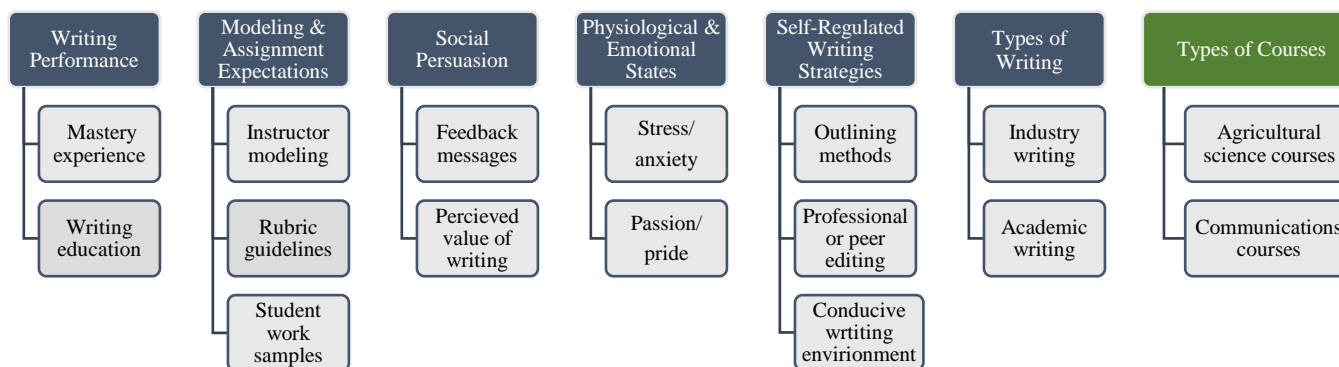 Writing
Performance
Mastery
experience
Writing
education
Modeling &
Assignment
Expectations
Instructor
modeling
Rubric
guidelines
Student
work
samples
Social
Persuasion
Feedback
messages
Percieved
value of
writing
Physiological &
Emotional
States
Stress/
anxiety
Passion/
pride
Self-Regulated
Writing
Strategies
Outlining
methods
Professional
or peer
editing
Conducive
wrtiting
envirionment
Types of
Writing
Industry
writing
Academic
writing
Types of Courses
Agricultural
science courses
Communications
courses